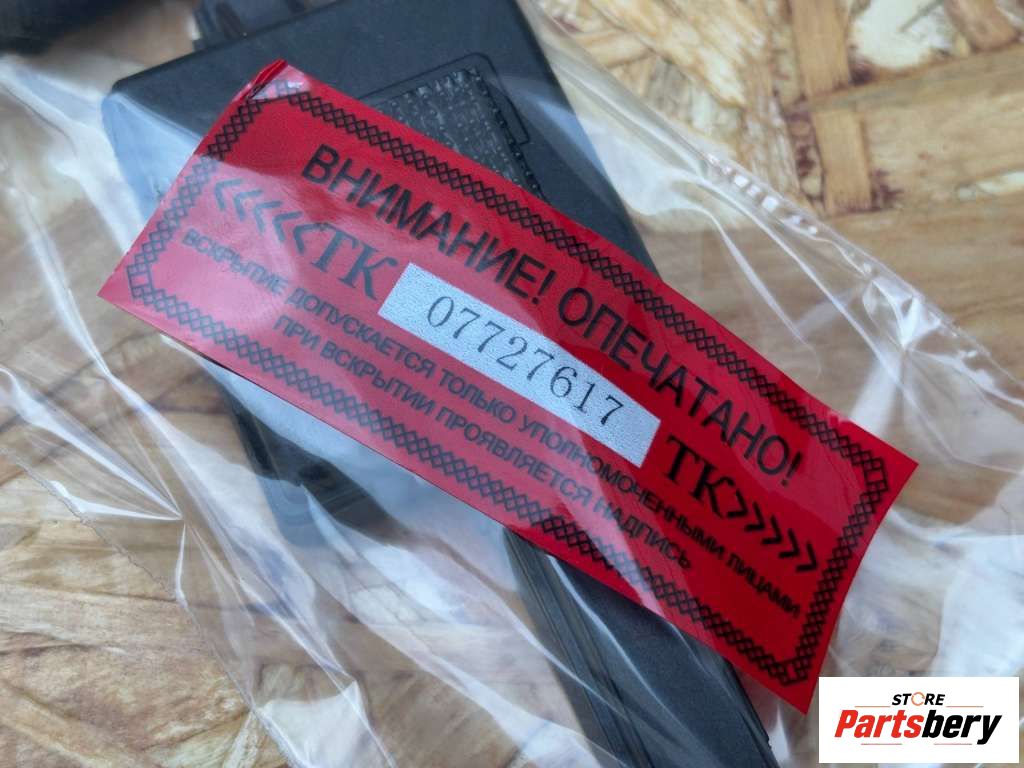 ВНИМАНИЕ! ОПЕЧАТАНО!
<<<<<ТК 07727617 ТК>>>>>
ВСКРЫТИЕ ДОПУСКАЕТСЯ ТОЛЬКО УПОЛНОМОЧЕННЫМИ ЛИЦАМИ
ПРИ ВСКРЫТИИ ПРОЯВЛЯЕТСЯ НАДПИСЬ
STORE
Partsbery